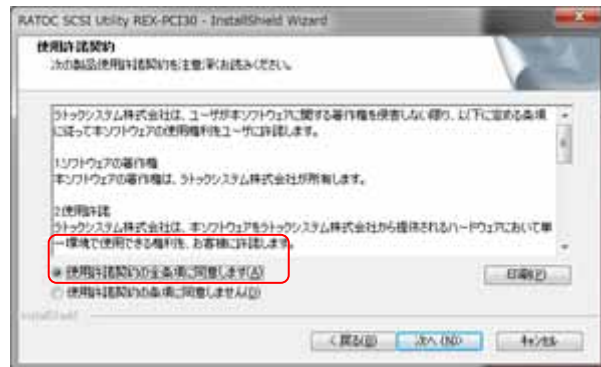 RATOC SCSI Utility REX-PCI30 - InstallShield Wizard
使用許諾契約
次の製品使用許諾契約を注意深くお読みください。
ラトックシステム株式会社は、ユーザが本ソフトウェアに関する著作権を侵害しない限り、以下に定める条項
に従って本ソフトウェアの使用権利をユーザに許諾します。
1.ソフトウェアの著作権
本ソフトウェアの著作権は、ラトックシステム株式会社が所有します。
2.使用許諾
ラトックシステム株式会社は、本ソフトウェアをラトックシステム株式会社から提供されるハードウェアにおいて単
一環境で使用できる権利を、お客様に許諾します。
使用許諾契約の全条項に同意します(A)
印刷(P)
使用許諾契約の条項に同意しません(D)
InstallShield
< 戻る(B)
次へ(N)>
キャンセル